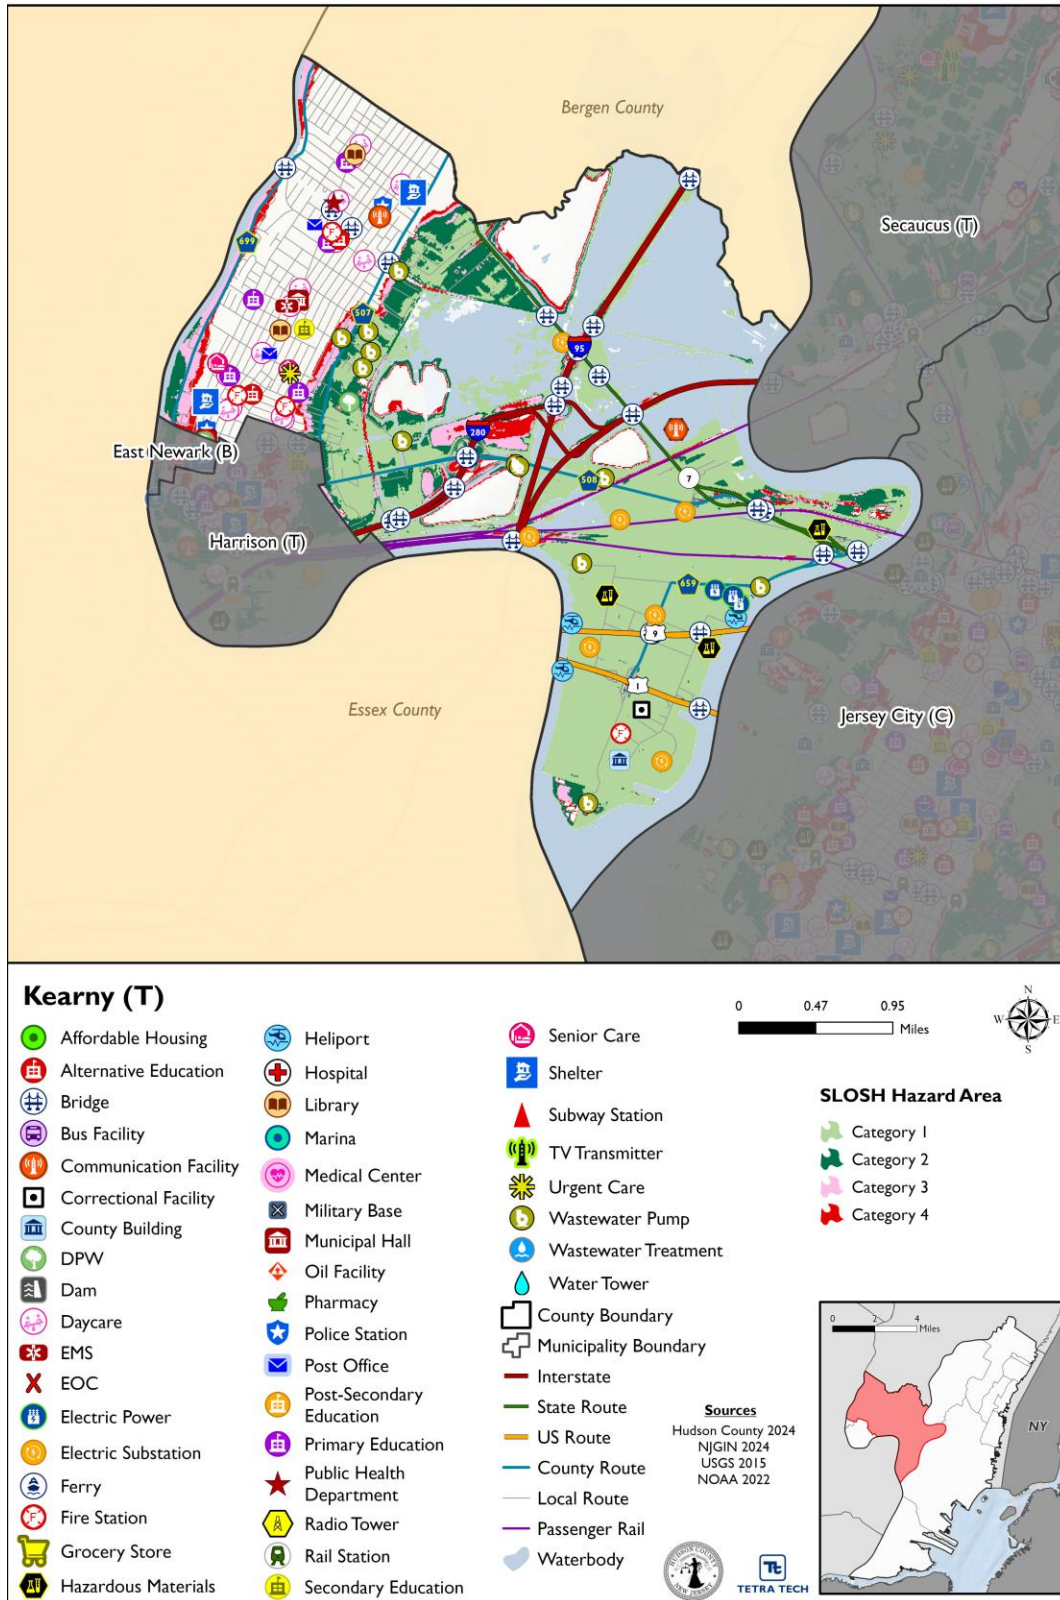 Bergen County
Secaucus (T)
699
507
95
280
East Newark (B)
508
7
Harrison (T)
659
9
1
Essex County
Jersey City (C)
Kearny (T)
Affordable Housing
Alternative Education
Bridge
Bus Facility
Communication Facility
Correctional Facility
County Building
DPW
Dam
Daycare
EMS
EOC
Electric Power
Electric Substation
Ferry
Fire Station
Grocery Store
Hazardous Materials
Heliport
Hospital
Library
Marina
Medical Center
Military Base
Municipal Hall
Oil Facility
Pharmacy
Police Station
Post Office
Post-Secondary
Education
Primary Education
Public Health
Department
Radio Tower
Rail Station
Secondary Education
Senior Care
Shelter
Subway Station
TV Transmitter
Urgent Care
Wastewater Pump
Wastewater Treatment
Water Tower
County Boundary
Municipality Boundary
Interstate
State Route
US Route
County Route
Local Route
Passenger Rail
Waterbody
0 0.47 0.95
Miles
N
W E
S
SLOSH Hazard Area
Category 1
Category 2
Category 3
Category 4
Sources
Hudson County 2024
NJGIN 2024
USGS 2015
NOAA 2022
HUDSON COUNTY
NEW JERSEY
Tt
TETRA TECH
0 2 4
Miles
NY